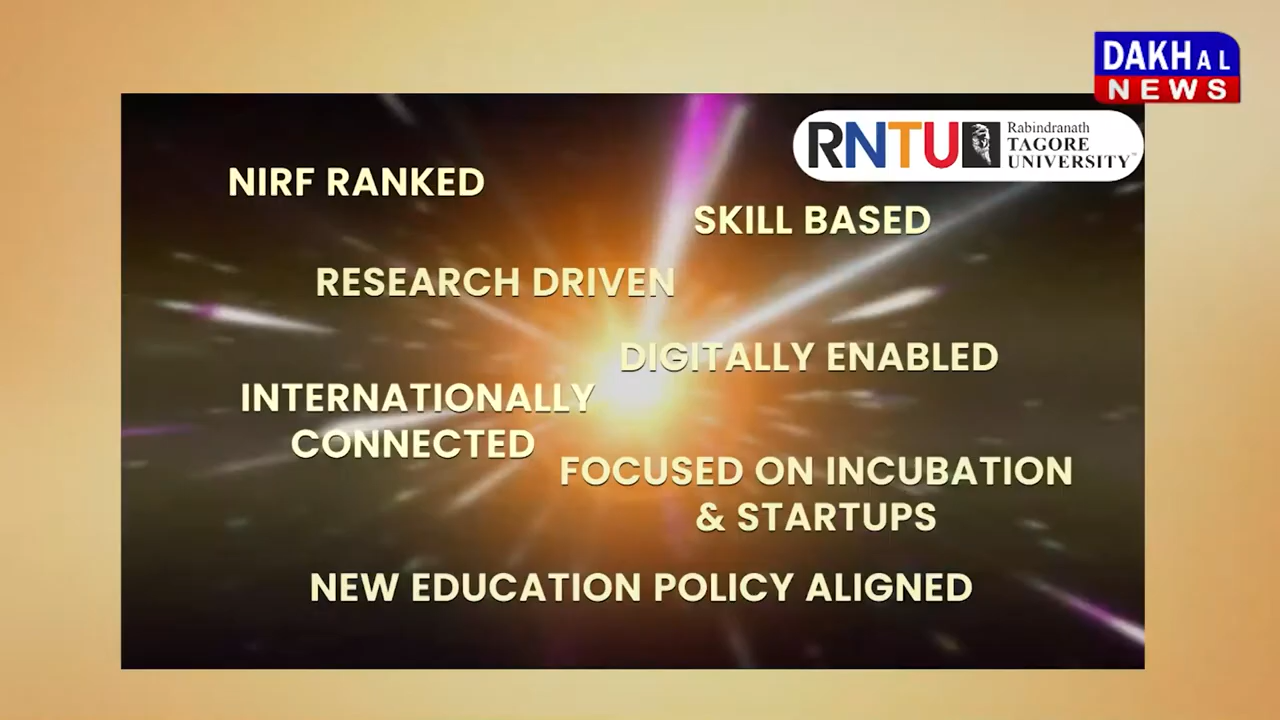 DAKHAL
NEWS
RNTU
Rabindranath
TAGORE
UNIVERSITY™
NIRF RANKED
SKILL BASED
RESEARCH DRIVEN
DIGITALLY ENABLED
INTERNATIONALLY
CONNECTED
FOCUSED ON INCUBATION
& STARTUPS
NEW EDUCATION POLICY ALIGNED